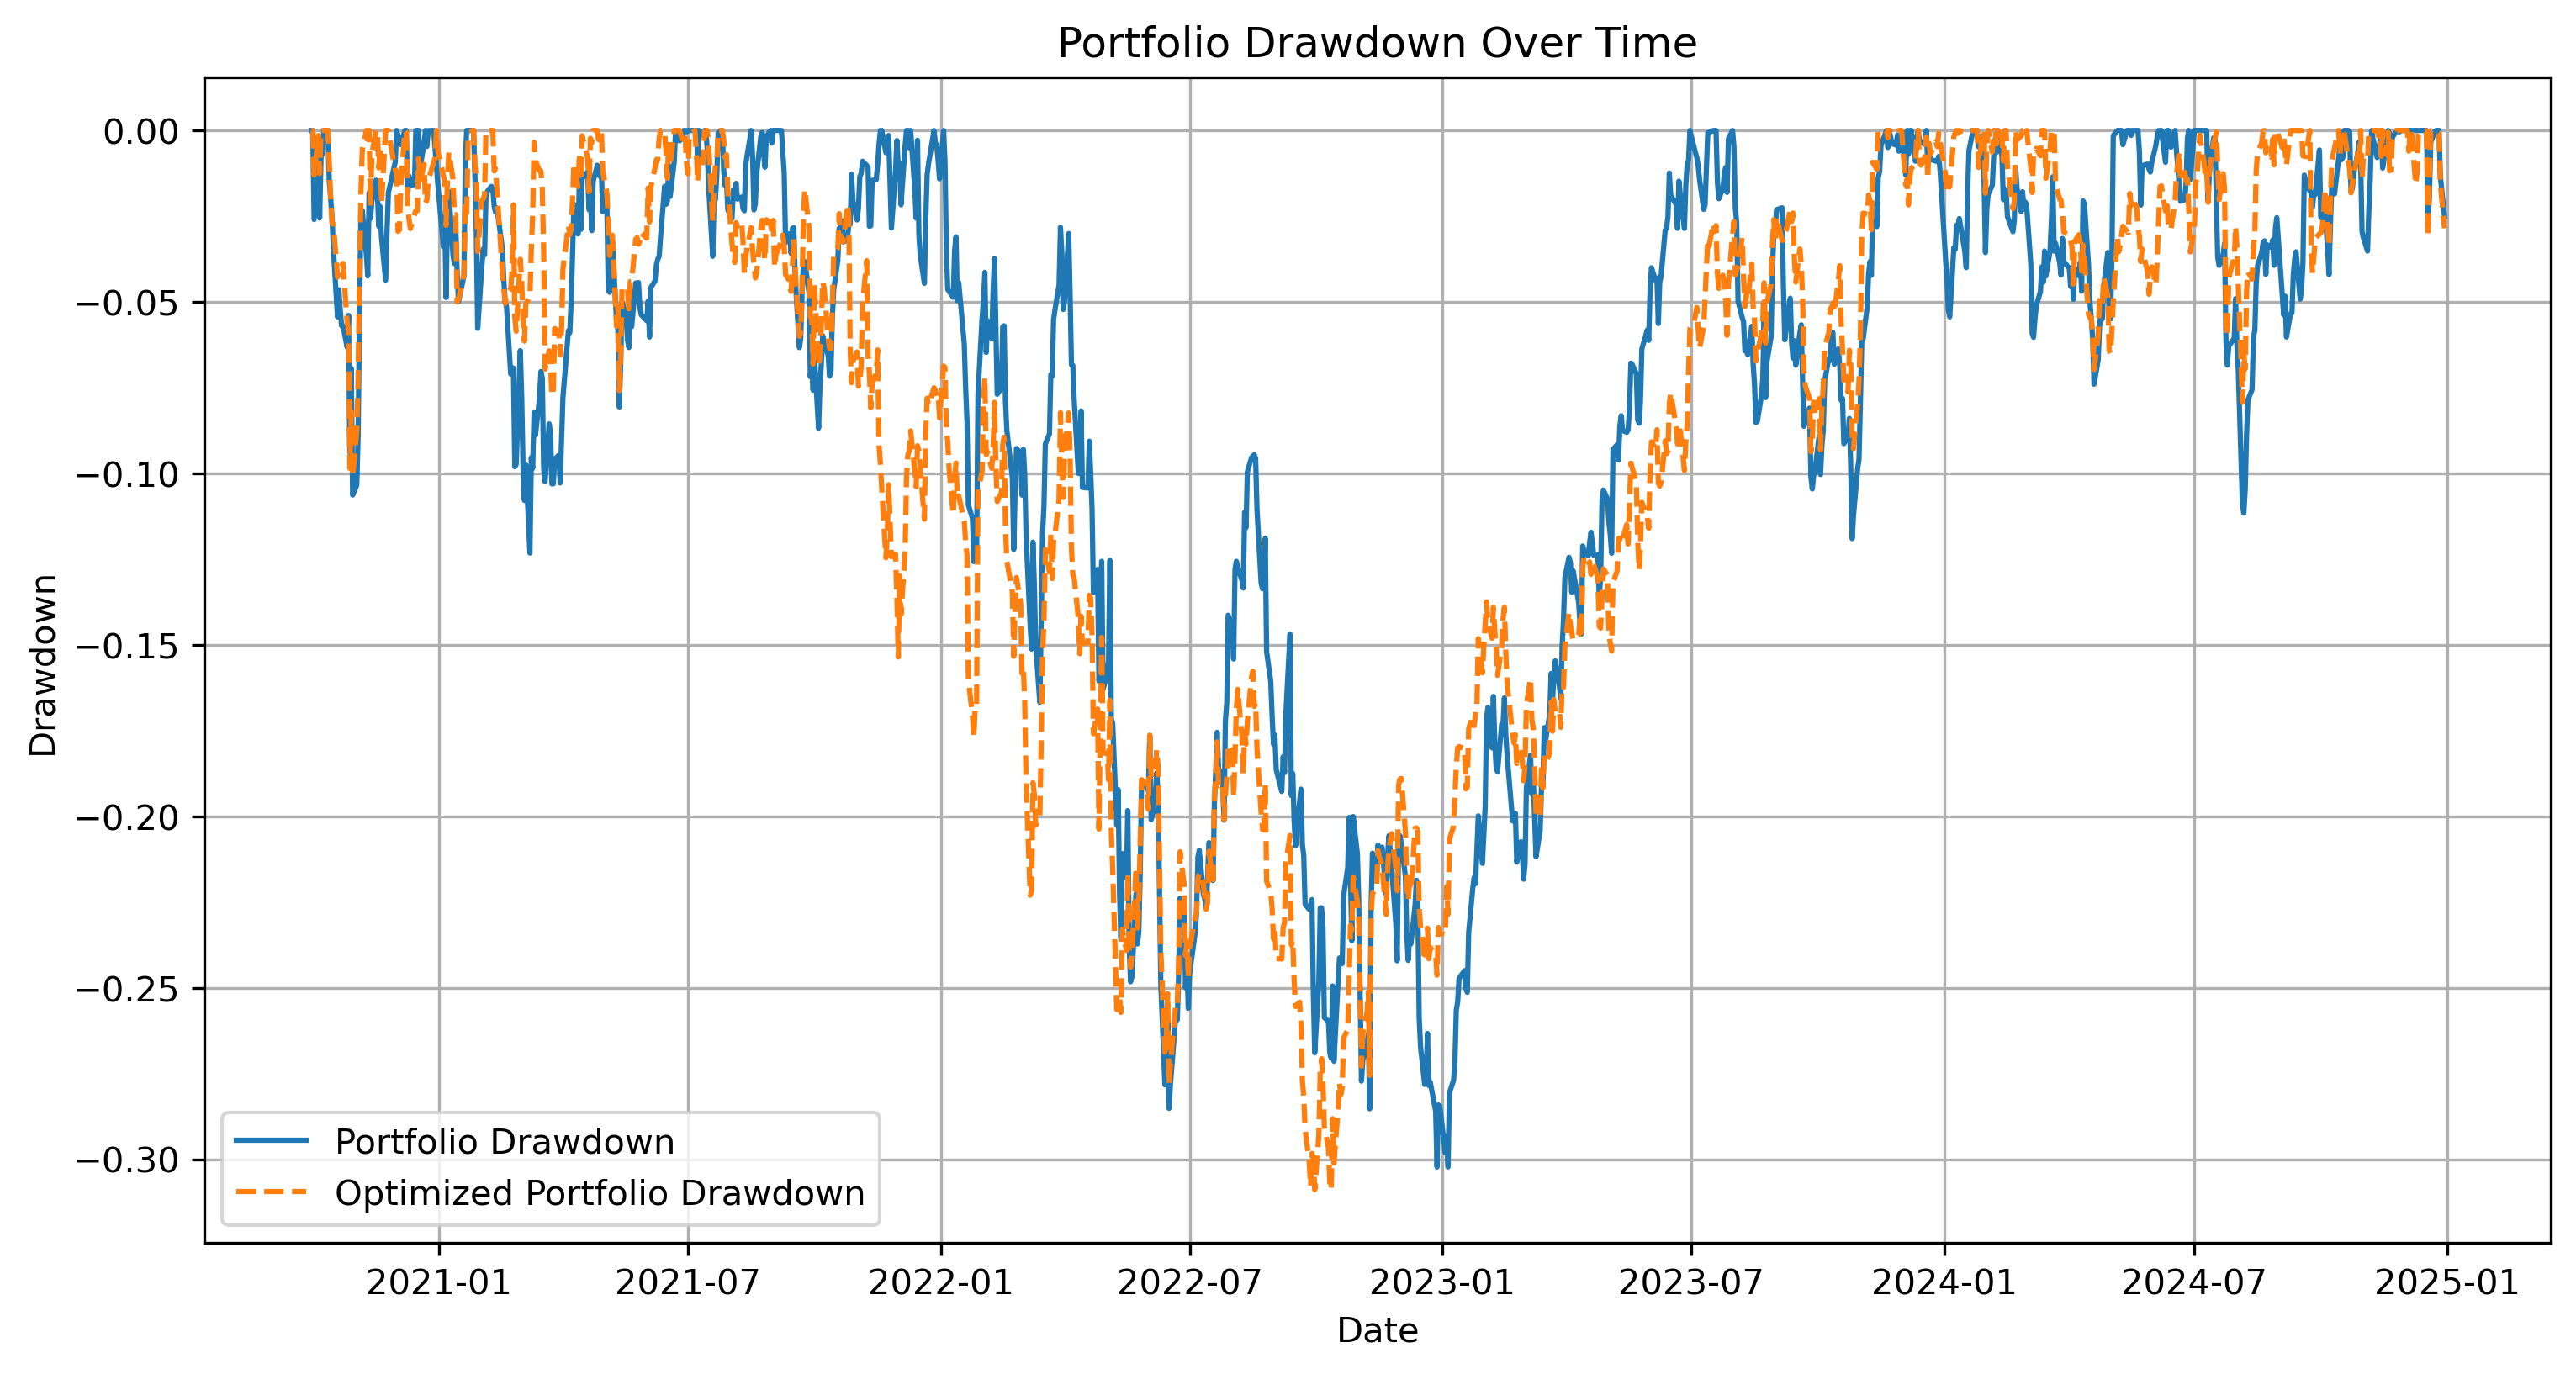 Portfolio Drawdown Over Time
0.00
−0.05
−0.10
−0.15
−0.20
−0.25
−0.30
Drawdown
Portfolio Drawdown
Optimized Portfolio Drawdown
2021-01 2021-07 2022-01 2022-07 2023-01 2023-07 2024-01 2024-07 2025-01
Date